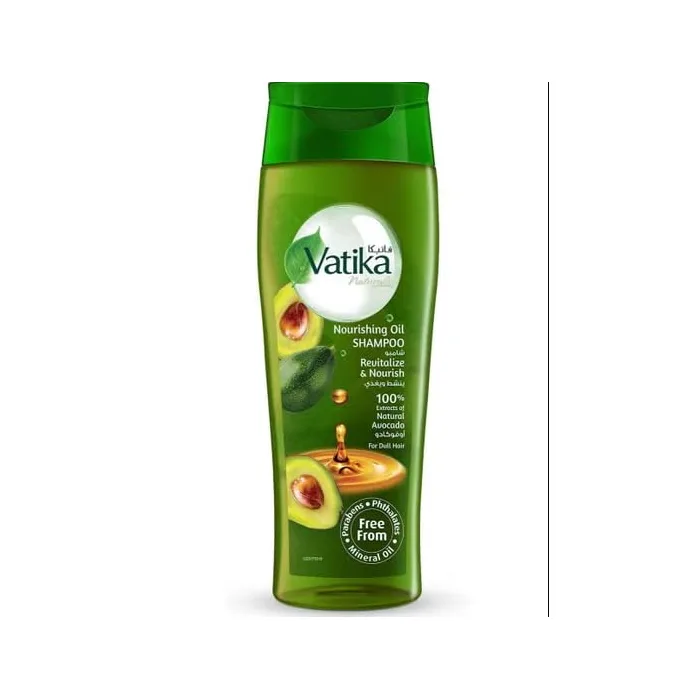 فاتيكا
Vatika
Naturals
Nourishing Oil
SHAMPOO
شامبو
Revitalize
& Nourish
ينشط ويغذي
100%
Extracts of
Natural
Avocado
أوفوكادو
For Dull Hair
Parabens • Phthalates
Free
From
Mineral Oil